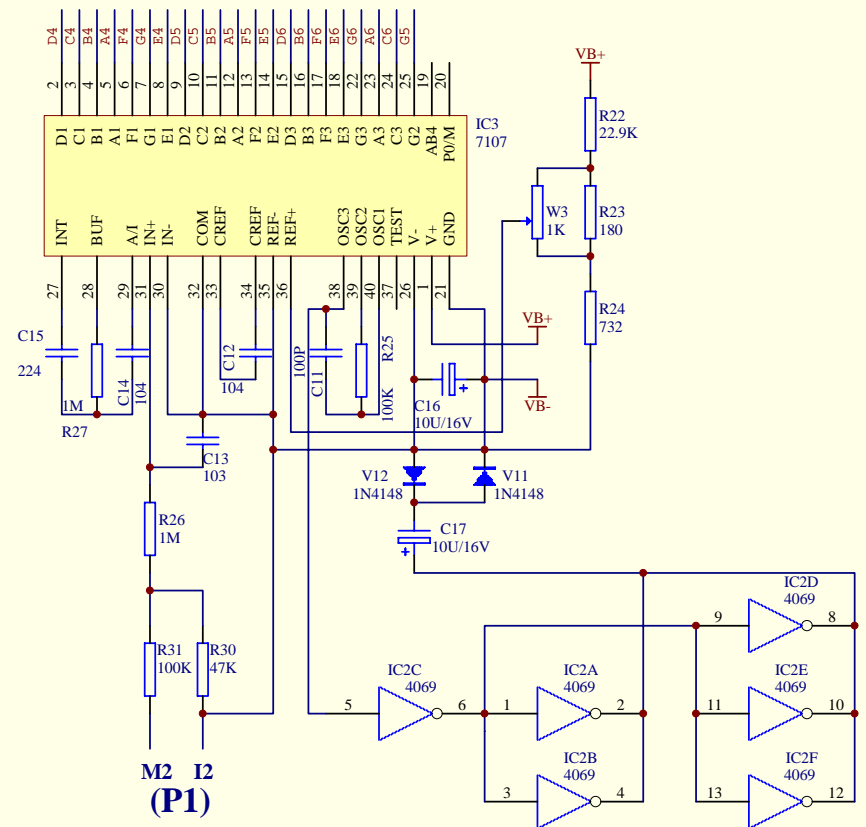 D4 C4 B4 A4 F4 G4 E4 D5 C5 B5 A5 F5 E5 D6 B6 F6 E6 G6 A6 C6 G5
2 3 4 5 6 7 8 9 10 11 12 13 14 15 16 17 18 22 23 24 25 19 20
D1 C1 B1 A1 F1 G1 E1 D2 C2 B2 A2 F2 E2 D3 B3 F3 E3 G3 A3 C3 G2 AB4 P0/M
IC3
7107
INT BUF A/I IN+ IN- COM CREF CREF REF- REF+ OSC3 OSC2 OSC1 TEST V- V+ GND
27 28 29 31 30 32 33 34 35 36 38 39 40 37 26 1 21
VB+
R22
22.9K
W3
1K
R23
180
R24
732
VB+
VB-
C15
224
1M
R27
C14
104
C13
103
C12
104
100P
C11
R25
100K
C16
10U/16V
V12
1N4148
V11
1N4148
C17
10U/16V
R26
1M
R31
100K
R30
47K
M2 I2
(P1)
IC2C
4069
5 6
IC2A
4069
1 2
IC2B
4069
3 4
IC2D
4069
9 8
IC2E
4069
11 10
IC2F
4069
13 12